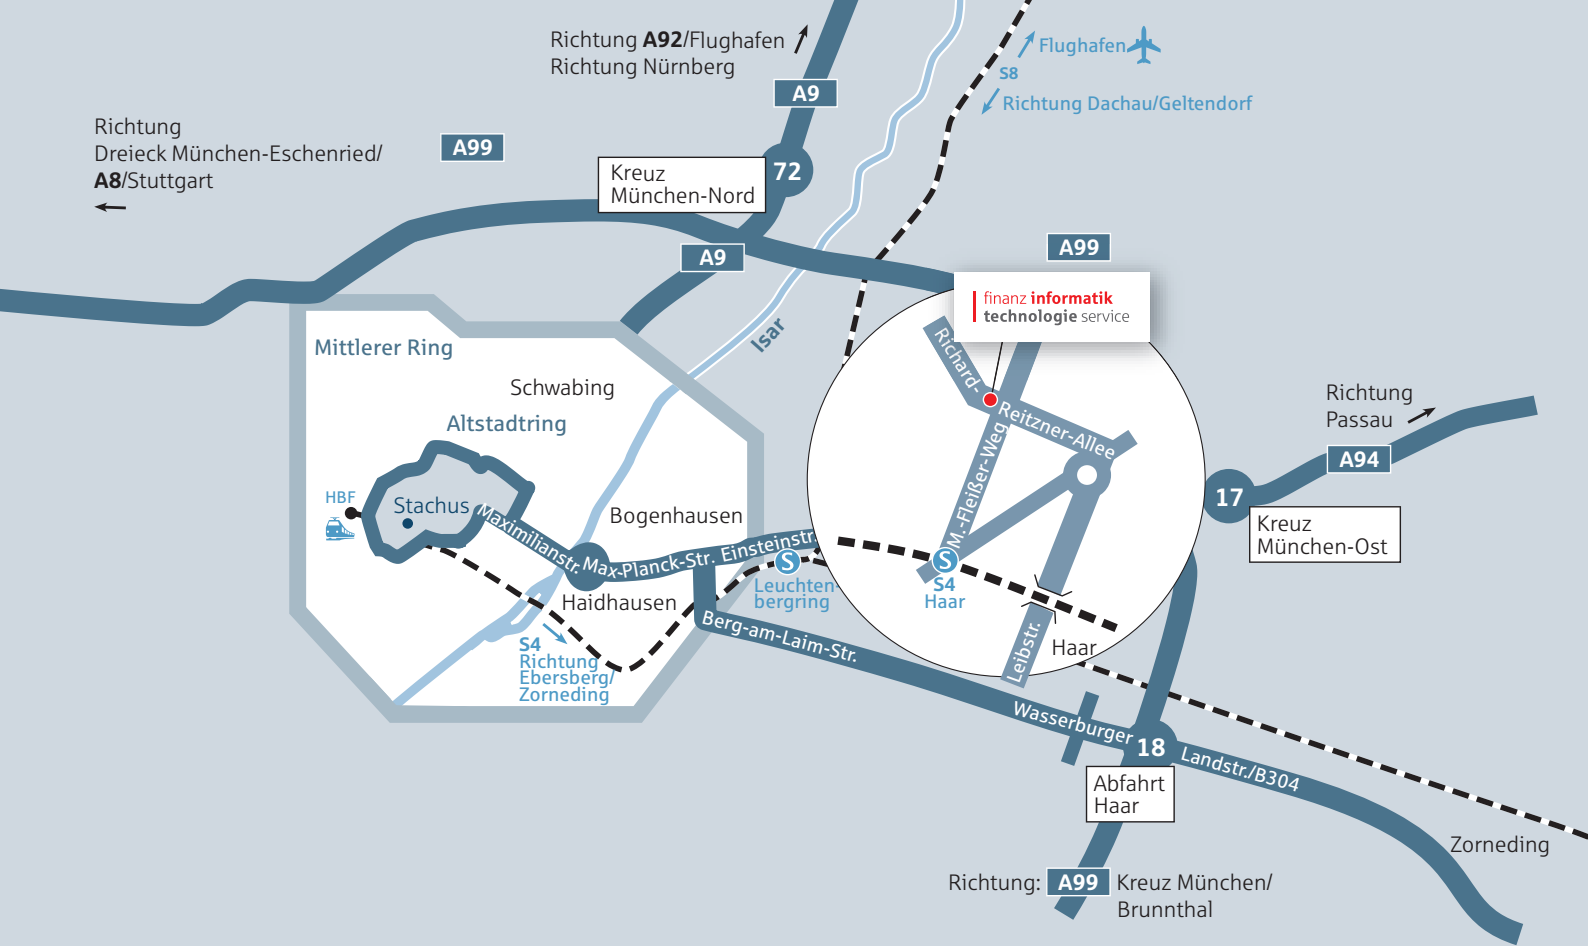 Richtung A92/Flughafen
Richtung Nürnberg
A9
Flughafen
S8
Richtung Dachau/Geltendorf
Richtung
Dreieck München-Eschenried/
A8/Stuttgart
A99
Kreuz
München-Nord
72
A9
A99
finanz informatik
technologie service
Isar
Mittlerer Ring
Schwabing
Altstadtring
HBF
Stachus
Bogenhausen
Maximilianstr.
Max-Planck-Str.
Einsteinstr.
Haidhausen
S
Leuchten-
bergring
S4
Richtung
Ebersberg/
Zorneding
Berg-am-Laim-Str.
Richard-
Reitzner-Allee
M.-Fleißer-Weg
S
S4
Haar
Leibstr.
Haar
Richtung
Passau
A94
17
Kreuz
München-Ost
Wasserburger
18
Landstr./B304
Abfahrt
Haar
Zorneding
Richtung: A99 Kreuz München/
Brunnthal